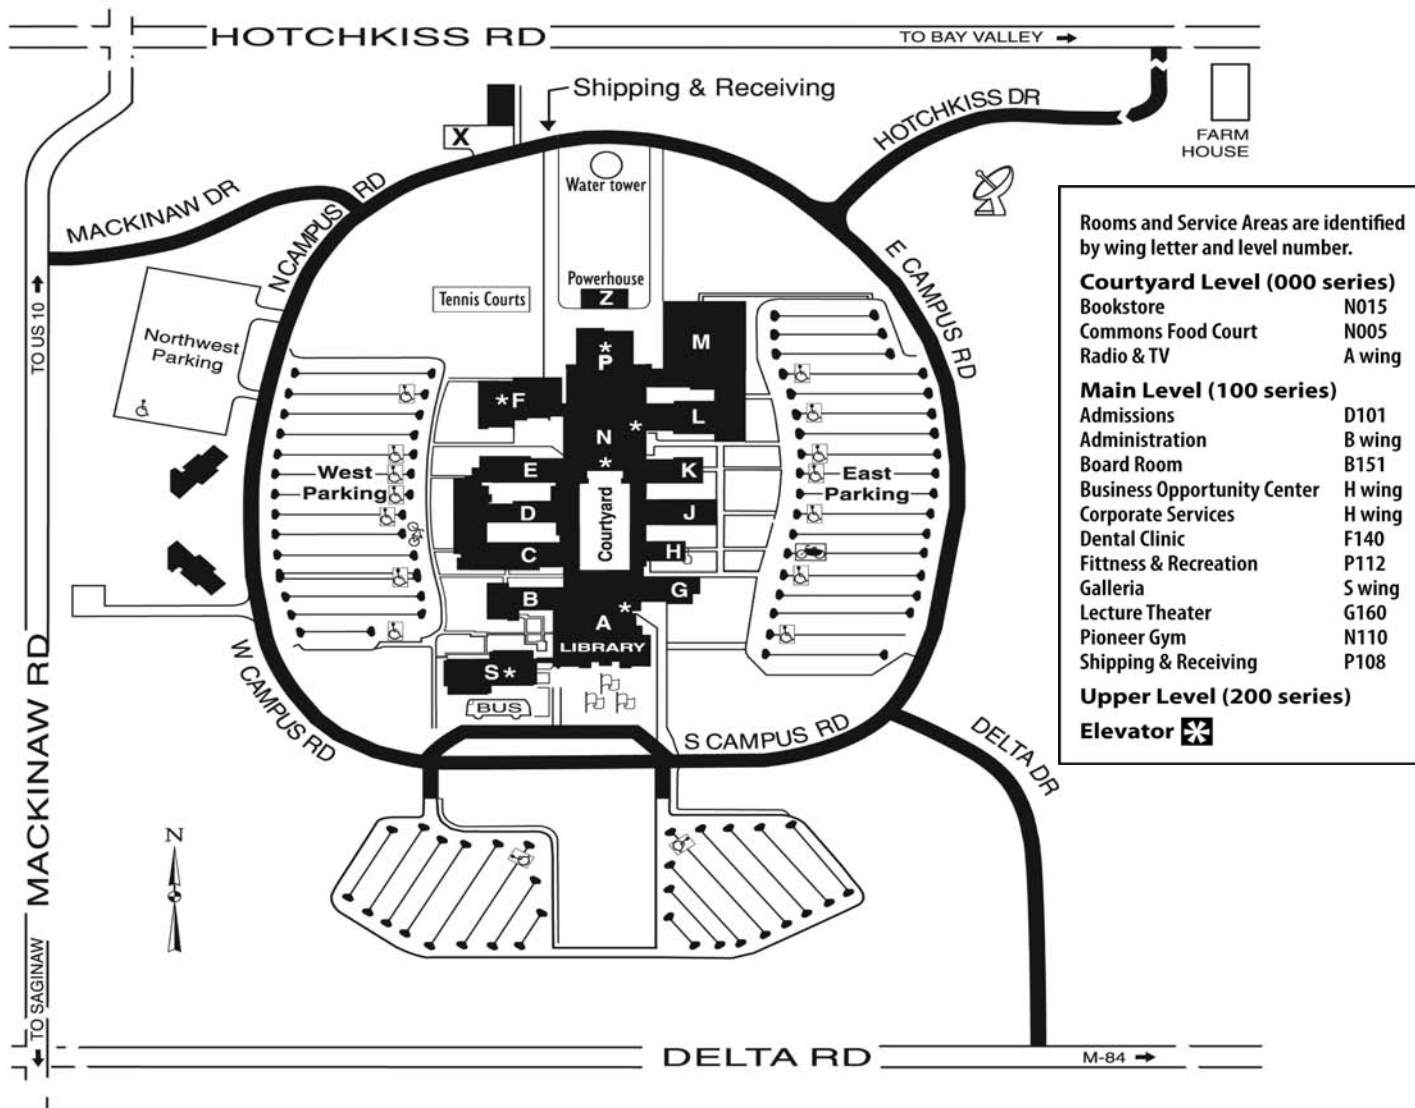 HOTCHKISS RD
TO BAY VALLEY
Shipping & Receiving
HOTCHKISS DR
FARM
HOUSE
X
Water tower
MACKINAW DR
N CAMPUS RD
E CAMPUS RD
TO US 10
Powerhouse
Z
Tennis Courts
Northwest
Parking
P
M
F
L
N
E
K
West
Parking
East
Parking
D
Courtyard
J
C
H
B
G
A
LIBRARY
S
BUS
W CAMPUS RD
S CAMPUS RD
DELTA DR
MACKINAW RD
N
TO SAGINAW
DELTA RD
M-84
Rooms and Service Areas are identified
by wing letter and level number.
Courtyard Level (000 series)
Bookstore N015
Commons Food Court N005
Radio & TV A wing
Main Level (100 series)
Admissions D101
Administration B wing
Board Room B151
Business Opportunity Center H wing
Corporate Services H wing
Dental Clinic F140
Fittness & Recreation P112
Galleria S wing
Lecture Theater G160
Pioneer Gym N110
Shipping & Receiving P108
Upper Level (200 series)
Elevator